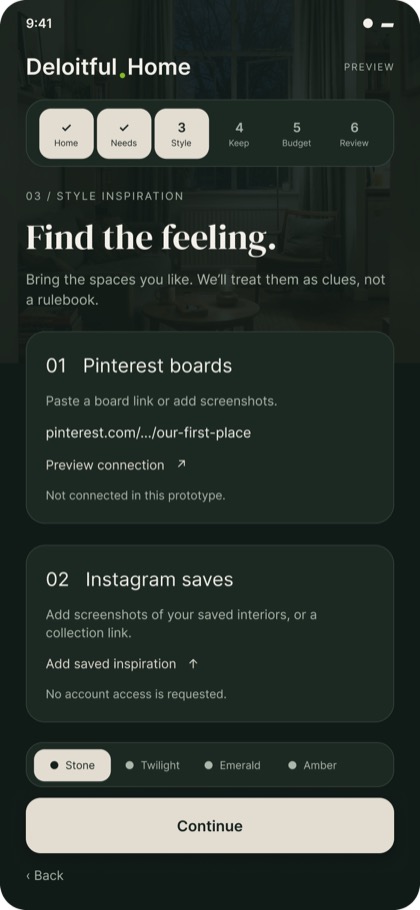 9:41
Deloitful.Home
PREVIEW
✓ ✓ 3 4 5 6
Home Needs Style Keep Budget Review
03 / STYLE INSPIRATION
Find the feeling.
Bring the spaces you like. We’ll treat them as clues, not
a rulebook.
01 Pinterest boards
Paste a board link or add screenshots.
pinterest.com/.../our-first-place
Preview connection ↗
Not connected in this prototype.
02 Instagram saves
Add screenshots of your saved interiors, or a
collection link.
Add saved inspiration ↑
No account access is requested.
Stone Twilight Emerald Amber
Continue
‹ Back